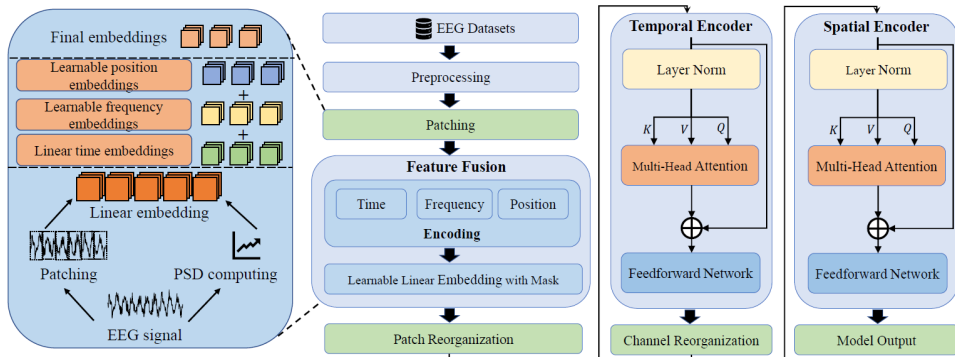 Final embeddings
Learnable position
embeddings
+
Learnable frequency
embeddings
+
Linear time embeddings
Linear embedding
Patching
PSD computing
EEG signal
EEG Datasets
Preprocessing
Patching
Feature Fusion
Time
Frequency
Position
Encoding
Learnable Linear Embedding with Mask
Patch Reorganization
Temporal Encoder
Layer Norm
K V Q
Multi-Head Attention
Feedforward Network
Channel Reorganization
Spatial Encoder
Layer Norm
K V Q
Multi-Head Attention
Feedforward Network
Model Output